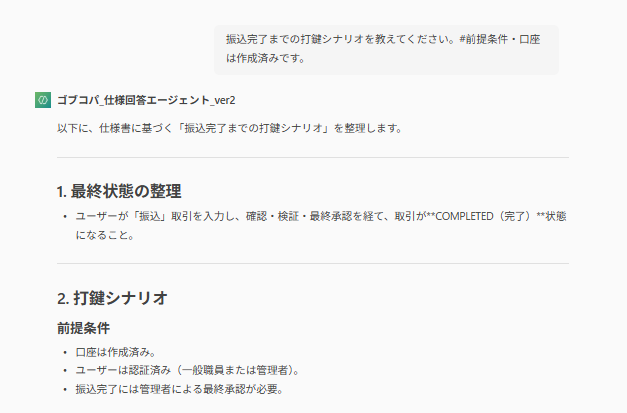 振込完了までの打鍵シナリオを教えてください。#前提条件・口座
は作成済みです。
ゴブコパ_仕様回答エージェント_ver2
以下に、仕様書に基づく「振込完了までの打鍵シナリオ」を整理します。
1. 最終状態の整理
• ユーザーが「振込」取引を入力し、確認・検証・最終承認を経て、取引が**COMPLETED（完了）**状態
になること。
2. 打鍵シナリオ
前提条件
• 口座は作成済み。
• ユーザーは認証済み（一般職員または管理者）。
• 振込完了には管理者による最終承認が必要。